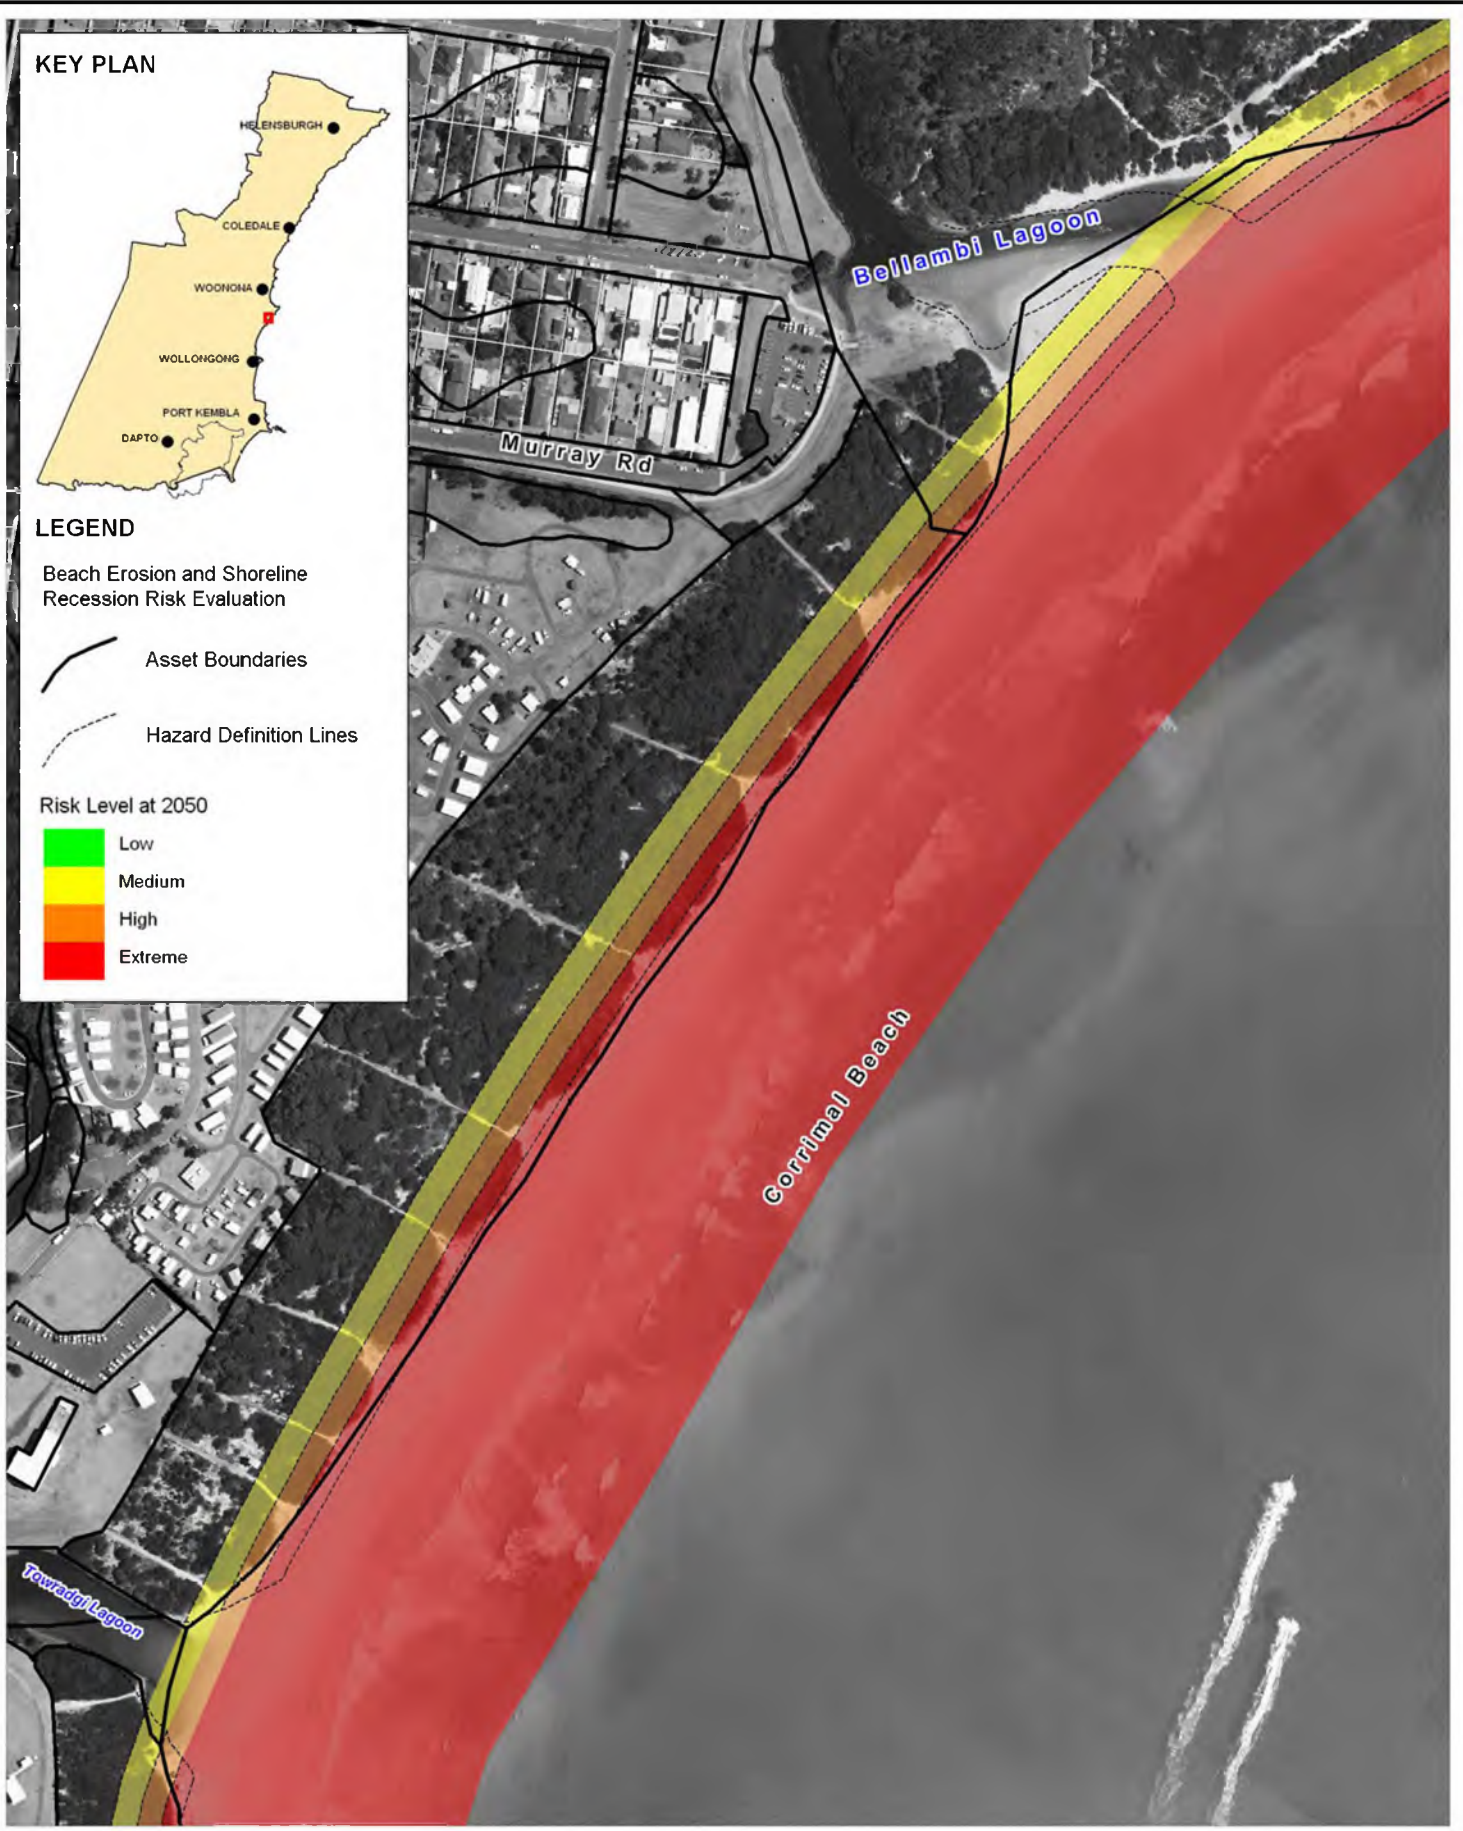 KEY PLAN
HELENSBURGH
COLEDALE
WOONONA
WOLLONGONG
PORT KEMBLA
DAPTO
LEGEND
Beach Erosion and Shoreline
Recession Risk Evaluation
Asset Boundaries
Hazard Definition Lines
Risk Level at 2050
Low
Medium
High
Extreme
Bellambi Lagoon
Murray Rd
Corrimal Beach
Towradgi Lagoon